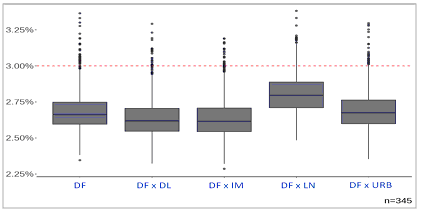 3.25%
3.00%
2.75%
2.50%
2.25%
DF DF x DL DF x IM DF x LN DF x URB
n=345